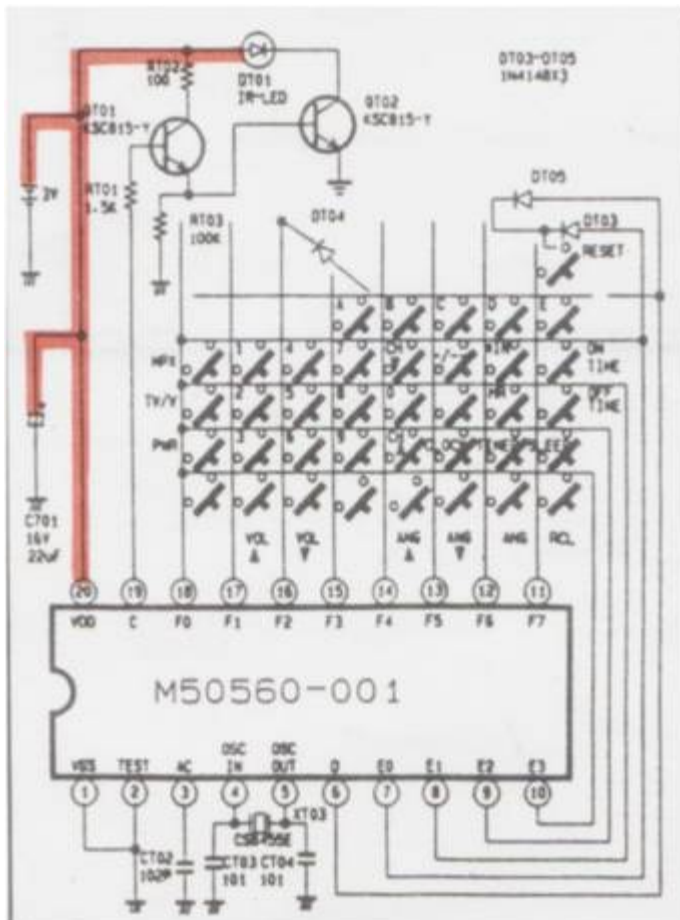 RT02
100
DT01
IR-LED
DT03-DT05
1N4148X3
QT01
KSC815-Y
QT02
KSC815-Y
3V
RT01
1.5K
RT03
100K
DT04
DT05
DT03
RESET
A B C D E
MPX 1 4 7 CH -/-- MIN ON TIME
TV/V 2 5 8 0 HR OFF TIME
PWR 3 6 9
VOL ▲
VOL ▼
ANG ▲
ANG ▼
ANG
RCL
C701
16V
22uF
20 19 18 17 16 15 14 13 12 11
VDD C F0 F1 F2 F3 F4 F5 F6 F7
M50560-001
VSS TEST AC OSC IN OSC OUT D E0 E1 E2 E3
1 2 3 4 5 6 7 8 9 10
XT03
CT02
102P
CT03
101
CT04
101